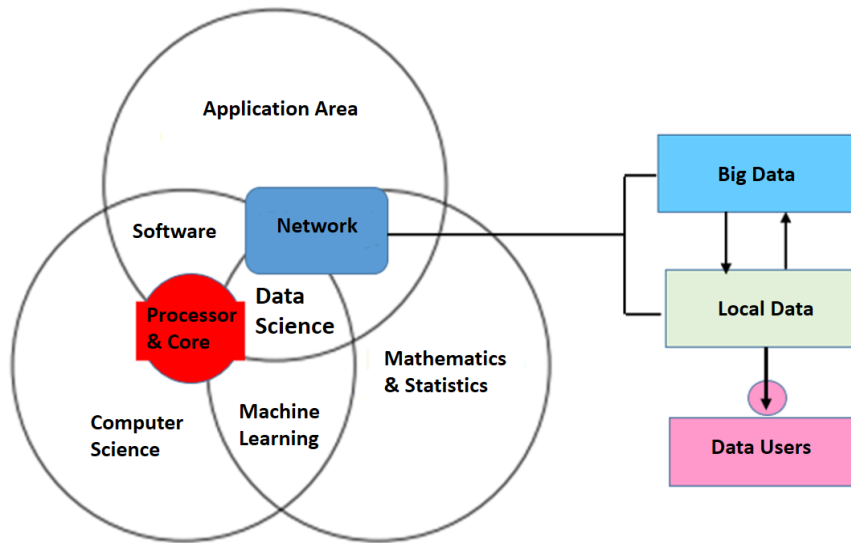 Application Area
Big Data
Software
Network
Data
Science
Processor
& Core
Local Data
Mathematics
& Statistics
Computer
Science
Machine
Learning
Data Users